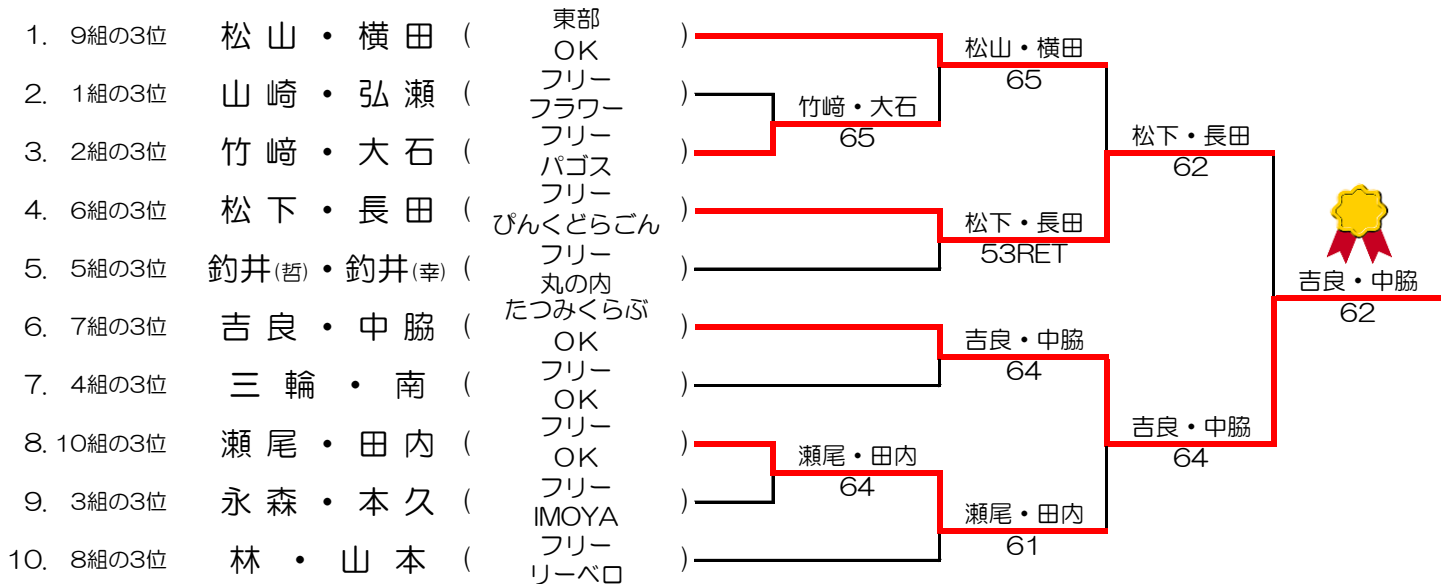 1. 9組の3位 松山・横田 ( 東部 OK )
2. 1組の3位 山崎・弘瀬 ( フリー フラワー )
3. 2組の3位 竹﨑・大石 ( フリー パゴス )
4. 6組の3位 松下・長田 ( フリー ぴんくどらごん )
5. 5組の3位 釣井(哲)・釣井(幸) ( フリー 丸の内 )
6. 7組の3位 吉良・中脇 ( たつみくらぶ OK )
7. 4組の3位 三輪・南 ( フリー OK )
8. 10組の3位 瀬尾・田内 ( フリー OK )
9. 3組の3位 永森・本久 ( フリー IMOYA )
10. 8組の3位 林・山本 ( フリー リーベロ )
竹﨑・大石
65
瀬尾・田内
64
松山・横田
65
松下・長田
53RET
吉良・中脇
64
瀬尾・田内
61
松下・長田
62
吉良・中脇
64
吉良・中脇
62